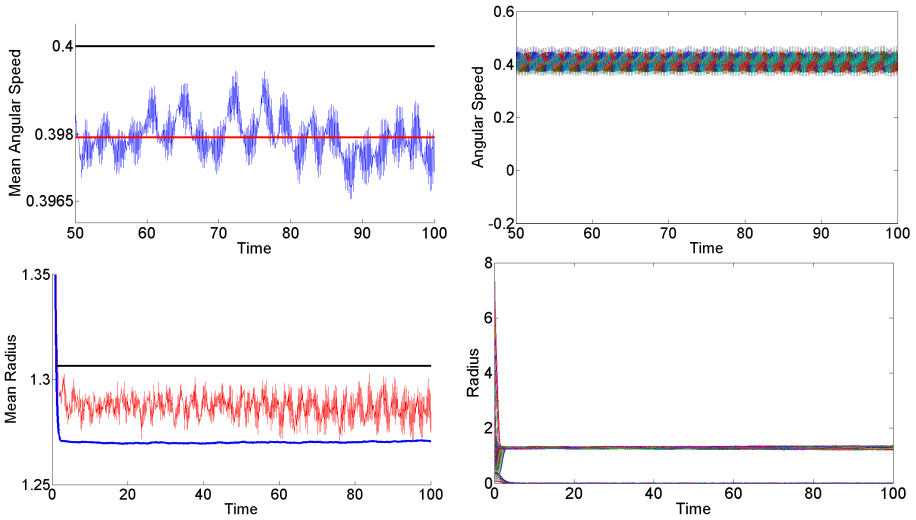 Mean Angular Speed
0.4
0.398
0.3965
50 60 70 80 90 100
Time
Angular Speed
0.6
0.4
0.2
0
-0.2
50 60 70 80 90 100
Time
Mean Radius
1.35
1.3
1.25
0 20 40 60 80 100
Time
Radius
8
6
4
2
0
0 20 40 60 80 100
Time